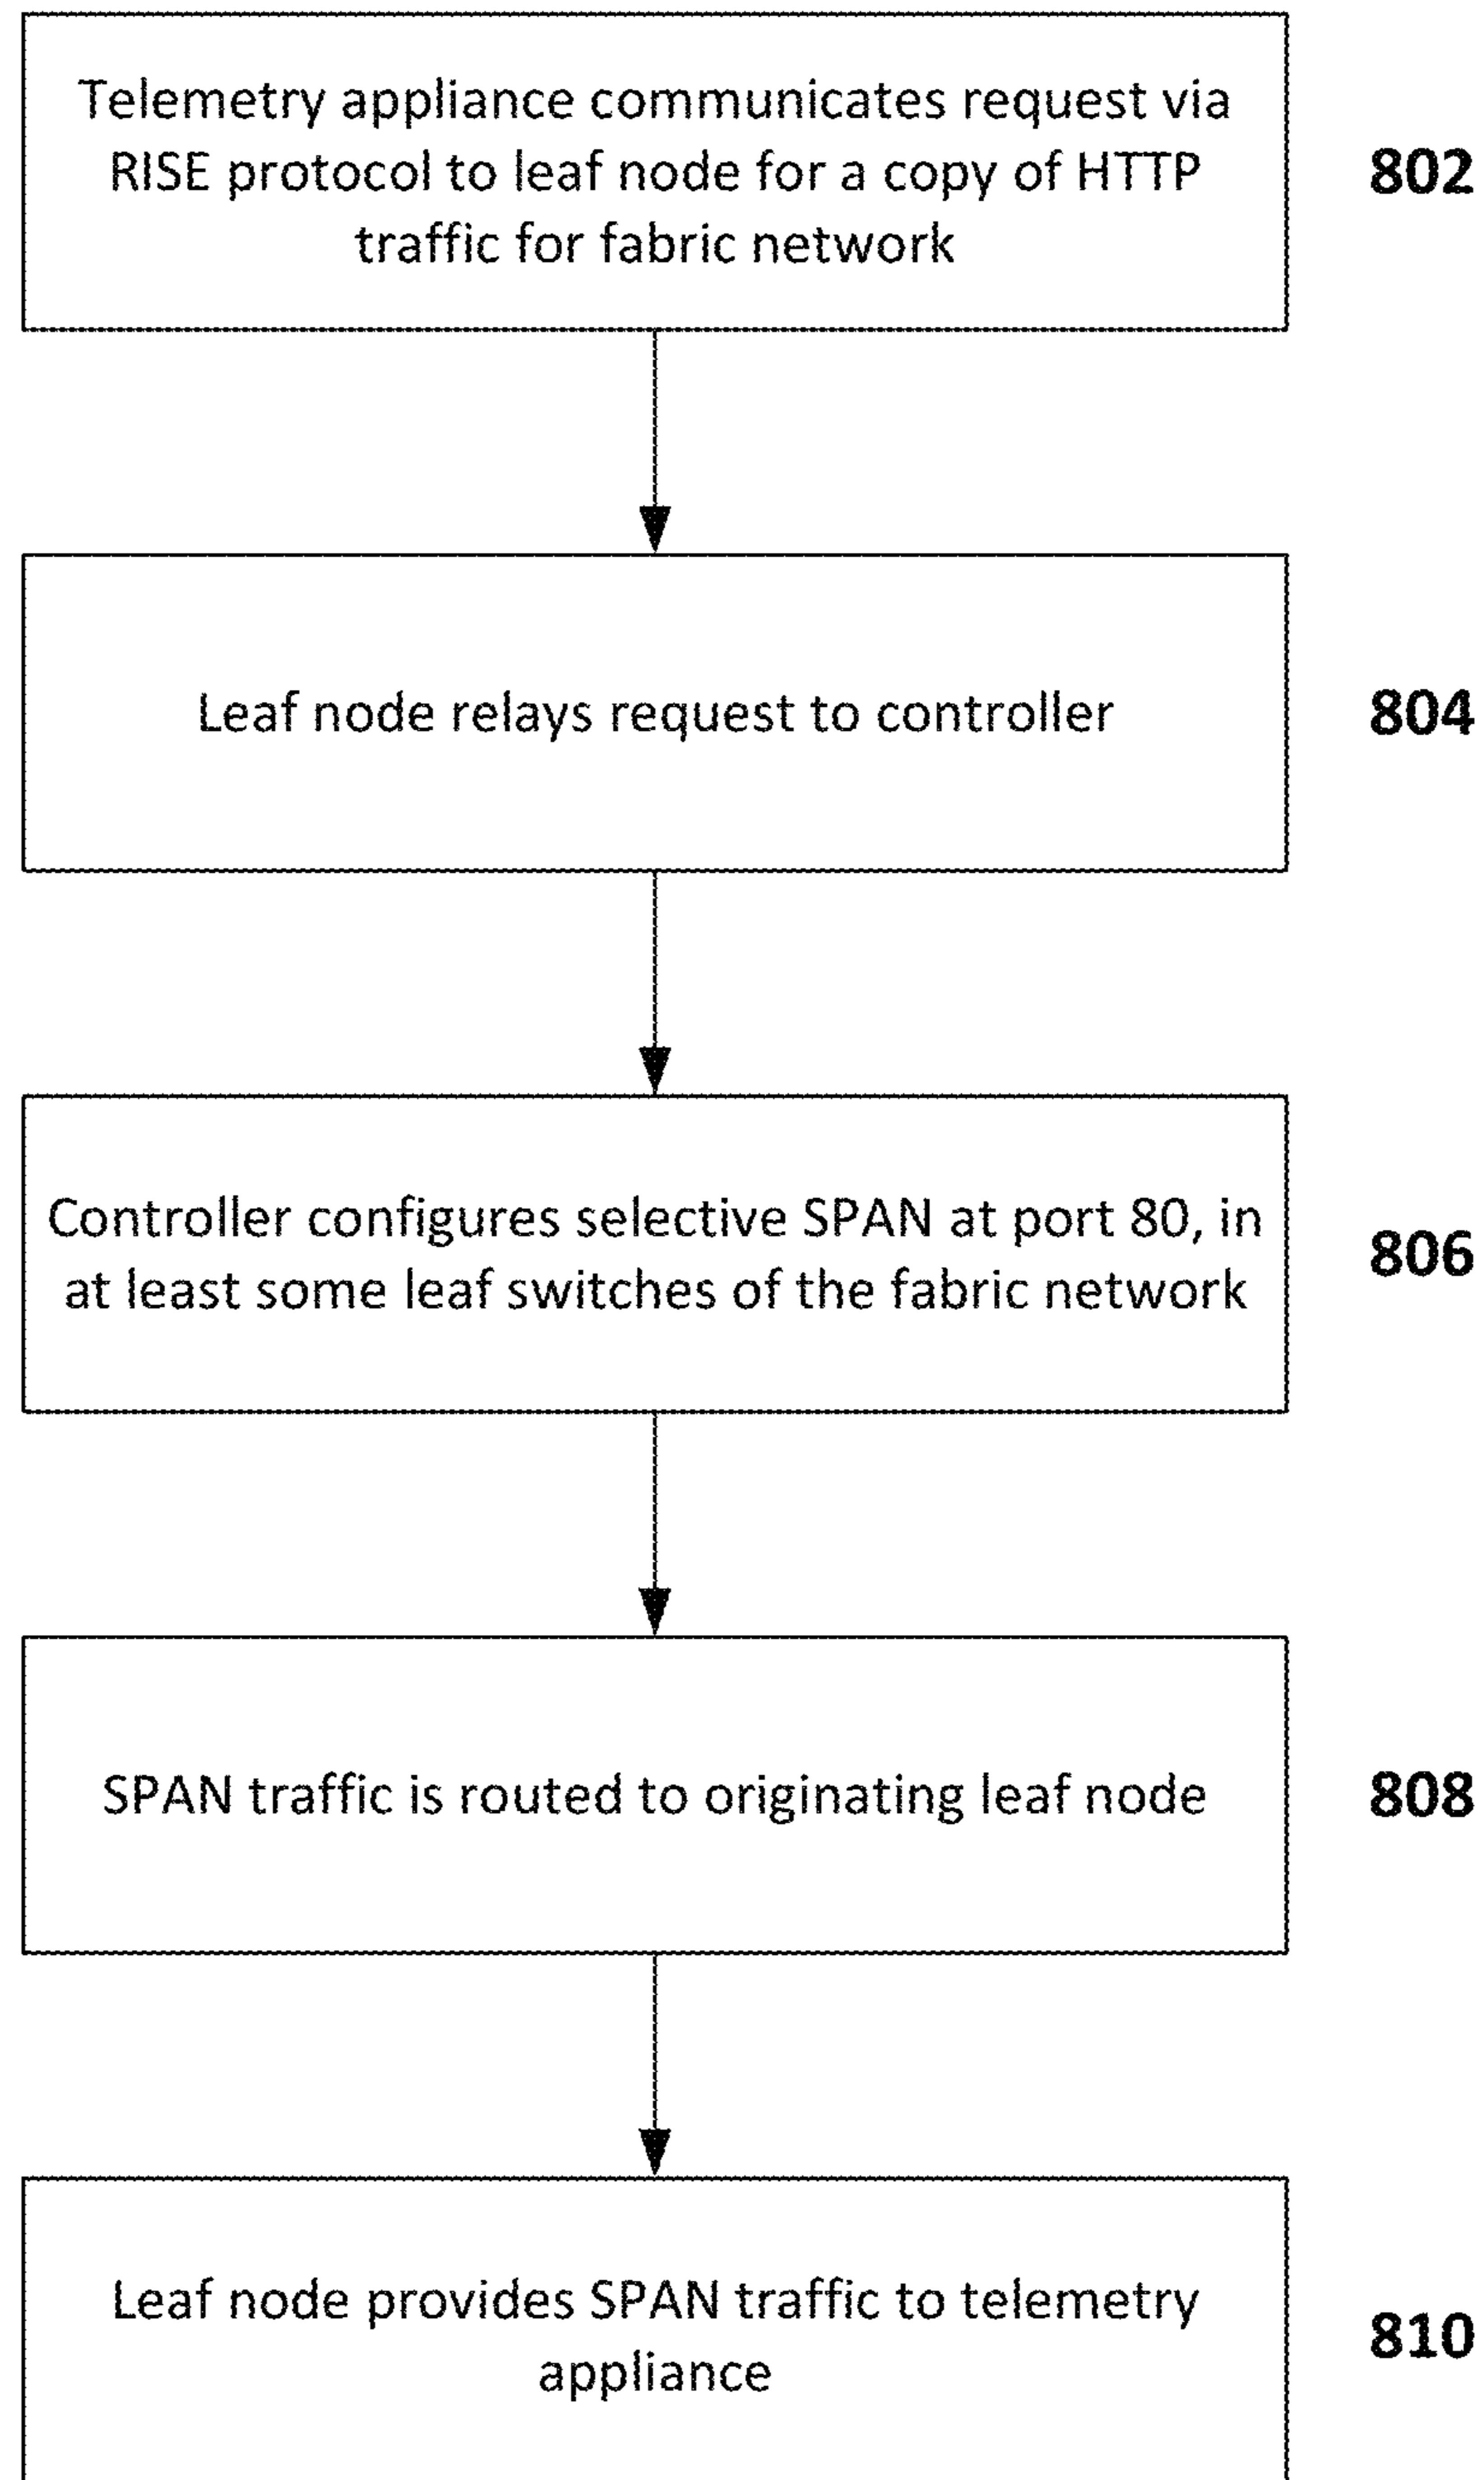 Telemetry appliance communicates request via
RISE protocol to leaf node for a copy of HTTP
traffic for fabric network
802
Leaf node relays request to controller
804
Controller configures selective SPAN at port 80, in
at least some leaf switches of the fabric network
806
SPAN traffic is routed to originating leaf node
808
Leaf node provides SPAN traffic to telemetry
appliance
810